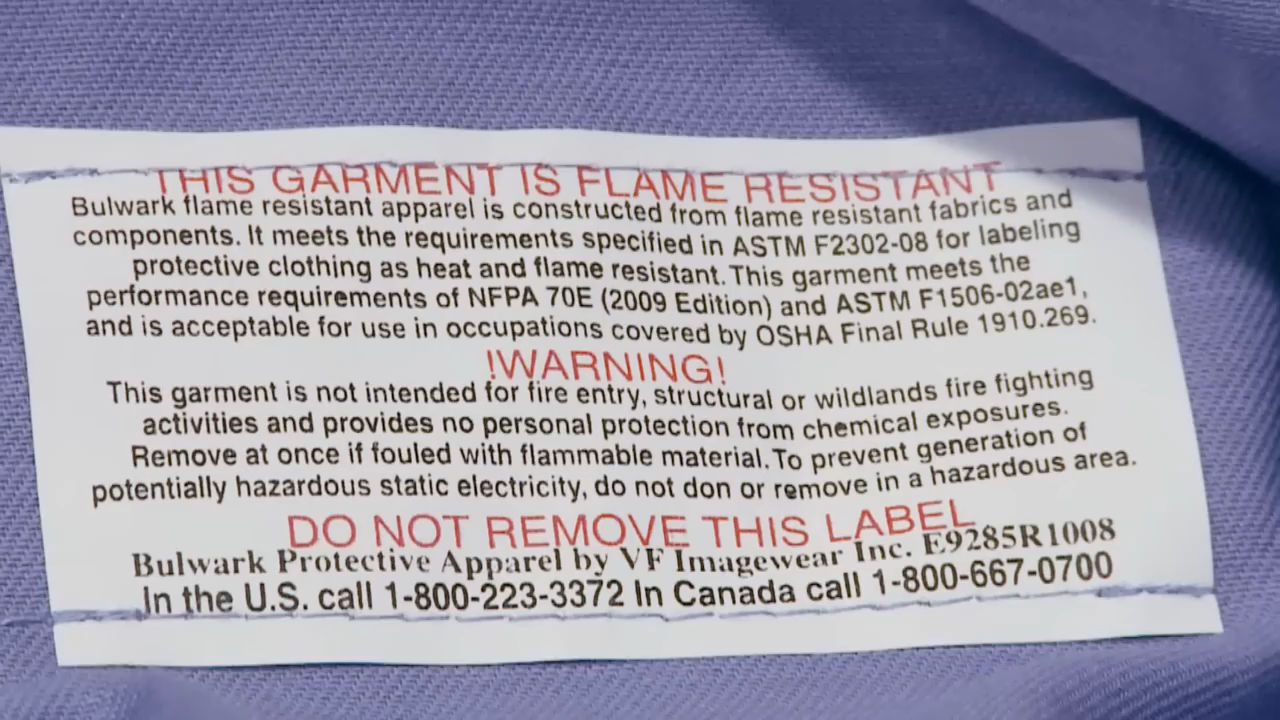 THIS GARMENT IS FLAME RESISTANT
Bulwark flame resistant apparel is constructed from flame resistant fabrics and
components. It meets the requirements specified in ASTM F2302-08 for labeling
protective clothing as heat and flame resistant. This garment meets the
performance requirements of NFPA 70E (2009 Edition) and ASTM F1506-02ae1,
and is acceptable for use in occupations covered by OSHA Final Rule 1910.269.
!WARNING!
This garment is not intended for fire entry, structural or wildlands fire fighting
activities and provides no personal protection from chemical exposures.
Remove at once if fouled with flammable material. To prevent generation of
potentially hazardous static electricity, do not don or remove in a hazardous area.
DO NOT REMOVE THIS LABEL
Bulwark Protective Apparel by VF Imagewear Inc. E9285R1008
In the U.S. call 1-800-223-3372 In Canada call 1-800-667-0700